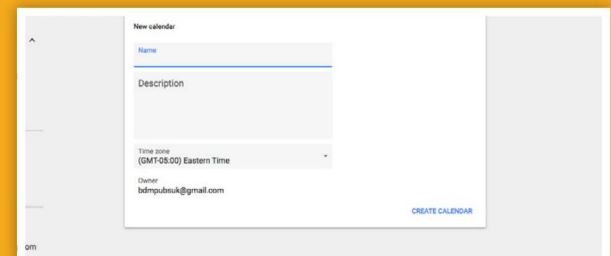 New calendar
Name
Description
Time zone
(GMT-05:00) Eastern Time
Owner
bdmpubsuk@gmail.com
CREATE CALENDAR
om